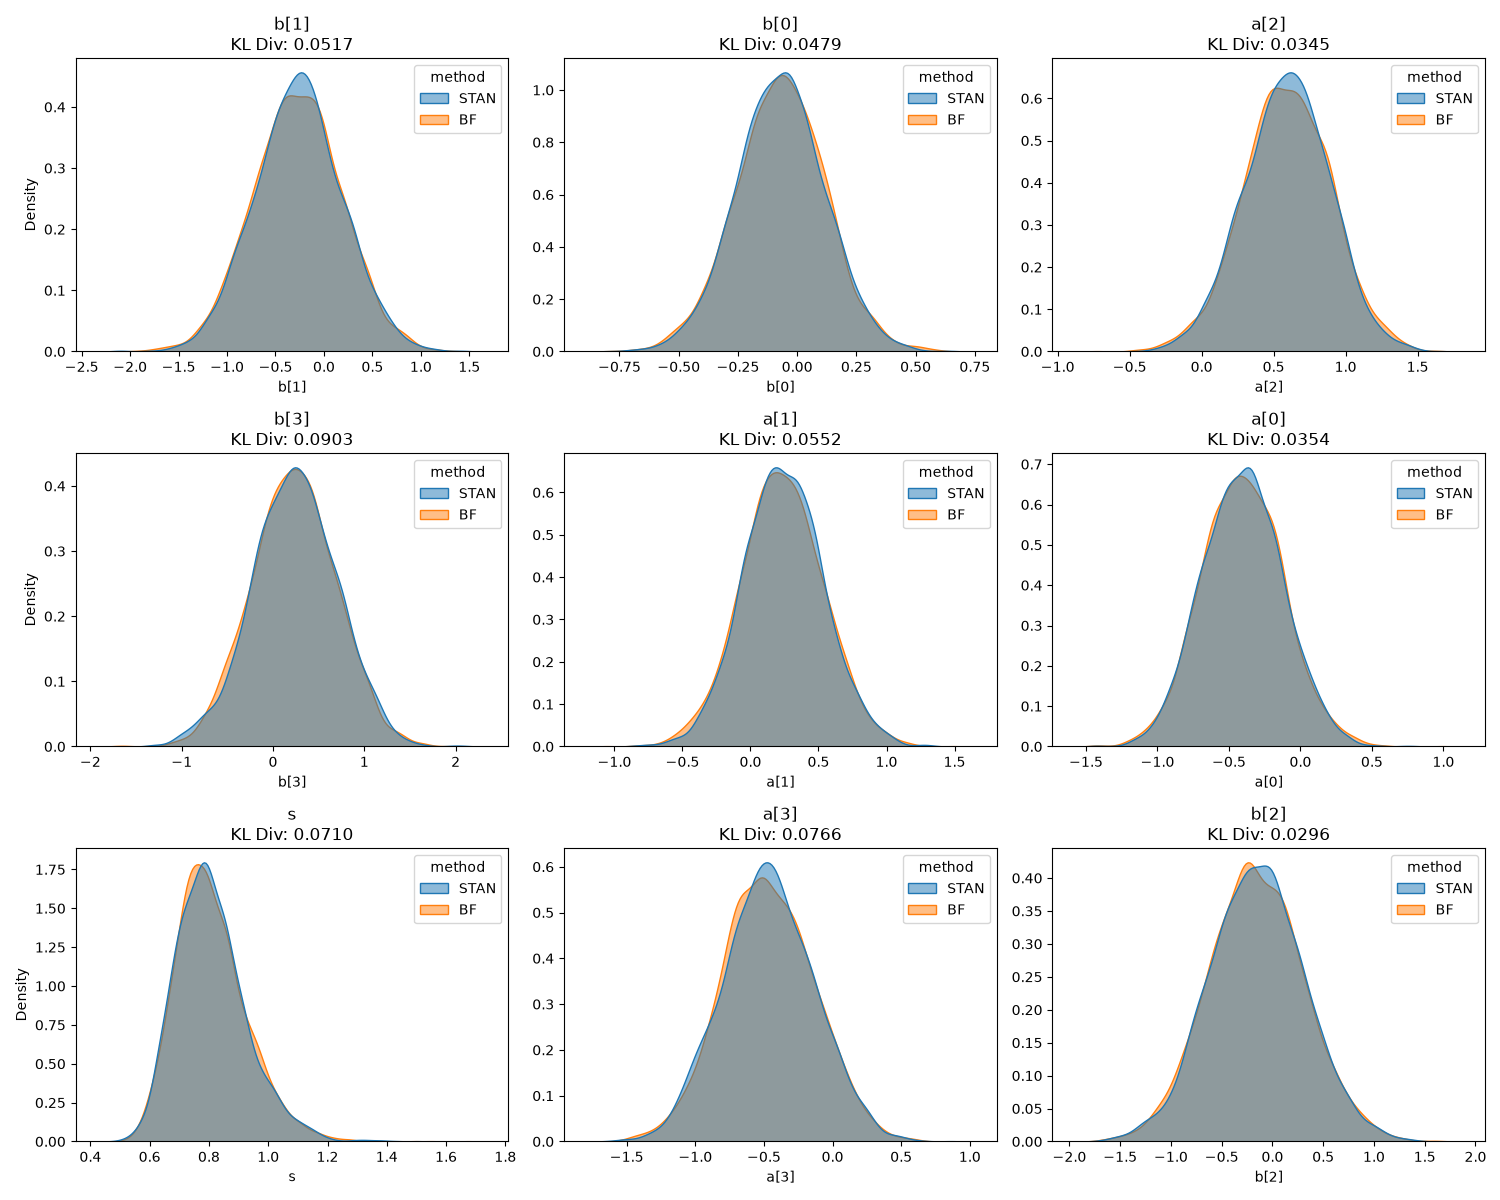 b[1]
KL Div: 0.0517
method
STAN
BF
Density
0.4
0.3
0.2
0.1
0.0
−2.5 −2.0 −1.5 −1.0 −0.5 0.0 0.5 1.0 1.5
b[1]
b[0]
KL Div: 0.0479
method
STAN
BF
1.0
0.8
0.6
0.4
0.2
0.0
−0.75 −0.50 −0.25 0.00 0.25 0.50 0.75
b[0]
a[2]
KL Div: 0.0345
method
STAN
BF
0.6
0.5
0.4
0.3
0.2
0.1
0.0
−1.0 −0.5 0.0 0.5 1.0 1.5
a[2]
b[3]
KL Div: 0.0903
method
STAN
BF
Density
0.4
0.3
0.2
0.1
0.0
−2 −1 0 1 2
b[3]
a[1]
KL Div: 0.0552
method
STAN
BF
0.6
0.5
0.4
0.3
0.2
0.1
0.0
−1.0 −0.5 0.0 0.5 1.0 1.5
a[1]
a[0]
KL Div: 0.0354
method
STAN
BF
0.7
0.6
0.5
0.4
0.3
0.2
0.1
0.0
−1.5 −1.0 −0.5 0.0 0.5 1.0
a[0]
s
KL Div: 0.0710
method
STAN
BF
Density
1.75
1.50
1.25
1.00
0.75
0.50
0.25
0.00
0.4 0.6 0.8 1.0 1.2 1.4 1.6 1.8
s
a[3]
KL Div: 0.0766
method
STAN
BF
0.6
0.5
0.4
0.3
0.2
0.1
0.0
−1.5 −1.0 −0.5 0.0 0.5 1.0
a[3]
b[2]
KL Div: 0.0296
method
STAN
BF
0.40
0.35
0.30
0.25
0.20
0.15
0.10
0.05
0.00
−2.0 −1.5 −1.0 −0.5 0.0 0.5 1.0 1.5 2.0
b[2]